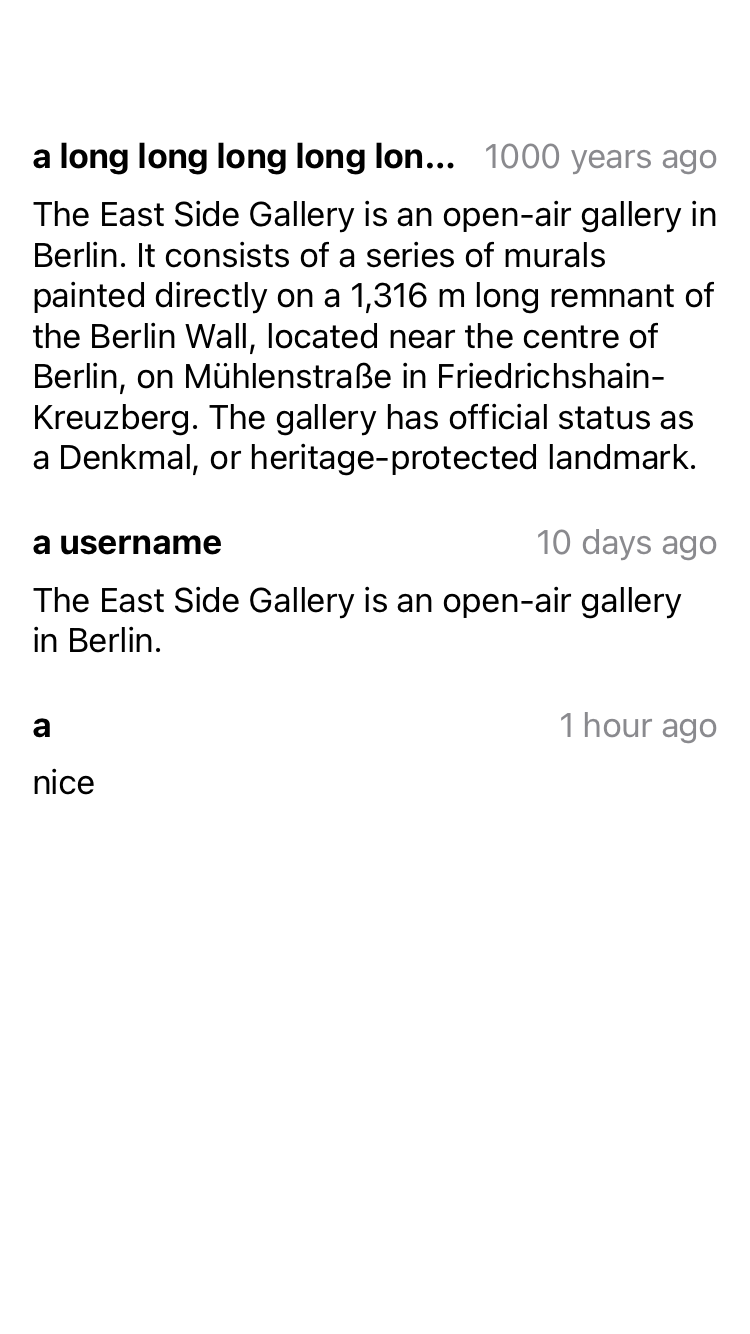 a long long long long lon... 1000 years ago
The East Side Gallery is an open-air gallery in
Berlin. It consists of a series of murals
painted directly on a 1,316 m long remnant of
the Berlin Wall, located near the centre of
Berlin, on Mühlenstraße in Friedrichshain-
Kreuzberg. The gallery has official status as
a Denkmal, or heritage-protected landmark.
a username 10 days ago
The East Side Gallery is an open-air gallery
in Berlin.
a 1 hour ago
nice